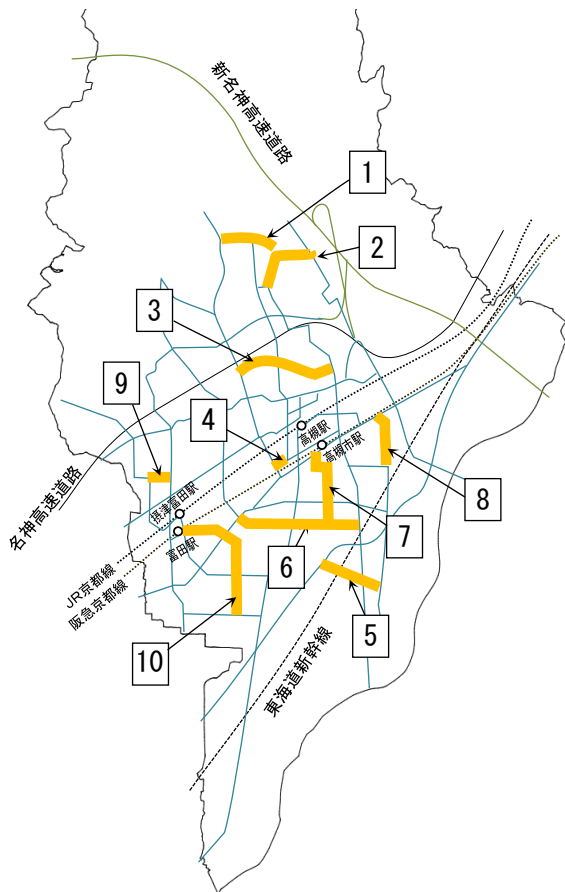 新名神高速道路
1
2
3
9
4
高槻駅
高槻市駅
8
名神高速道路
摂津富田駅
富田駅
7
6
JR京都線
阪急京都線
5
10
東海道新幹線